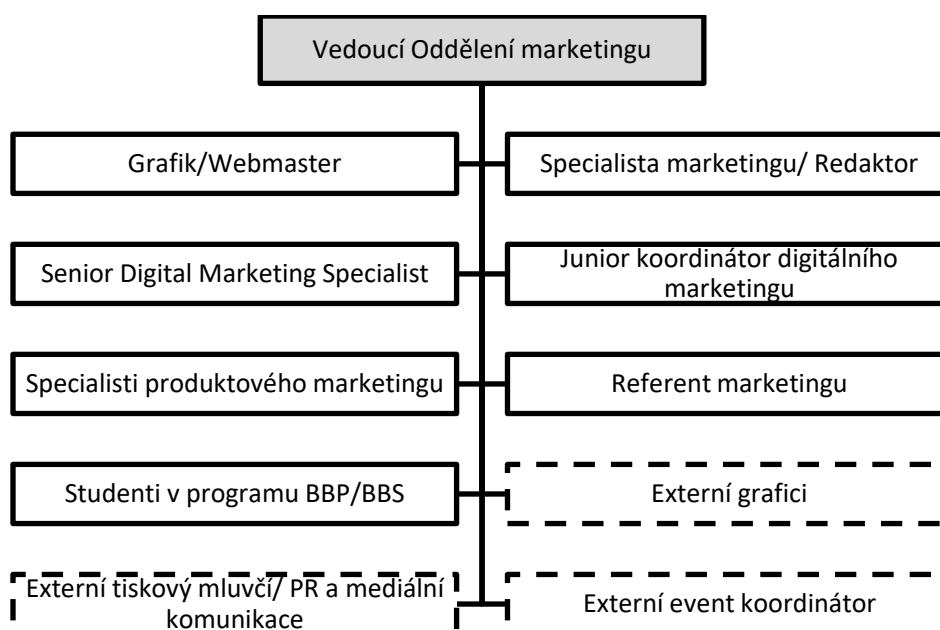 Vedoucí Oddělení marketingu
Grafik/Webmaster
Specialista marketingu/ Redaktor
Senior Digital Marketing Specialist
Junior koordinátor digitálního
marketingu
Specialisti produktového marketingu
Referent marketingu
Studenti v programu BBP/BBS
Externí grafici
Externí tiskový mluvčí/ PR a mediální
komunikace
Externí event koordinátor